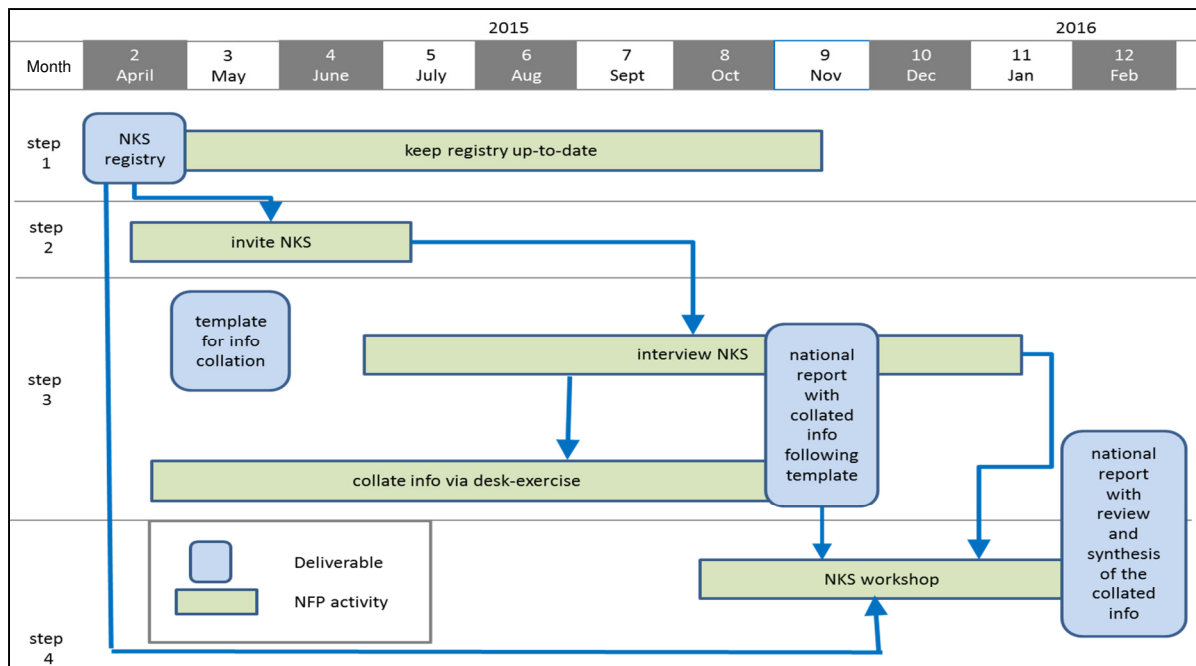 2015
2016
Month
2
April
3
May
4
June
5
July
6
Aug
7
Sept
8
Oct
9
Nov
10
Dec
11
Jan
12
Feb
step
1
NKS
registry
keep registry up-to-date
step
2
invite NKS
step
3
template
for info
collation
interview NKS
national
report
with
collated
info
following
template
collate info via desk-exercise
national
report
with
review
and
synthesis
of the
collated
info
Deliverable
NFP activity
NKS workshop
step
4